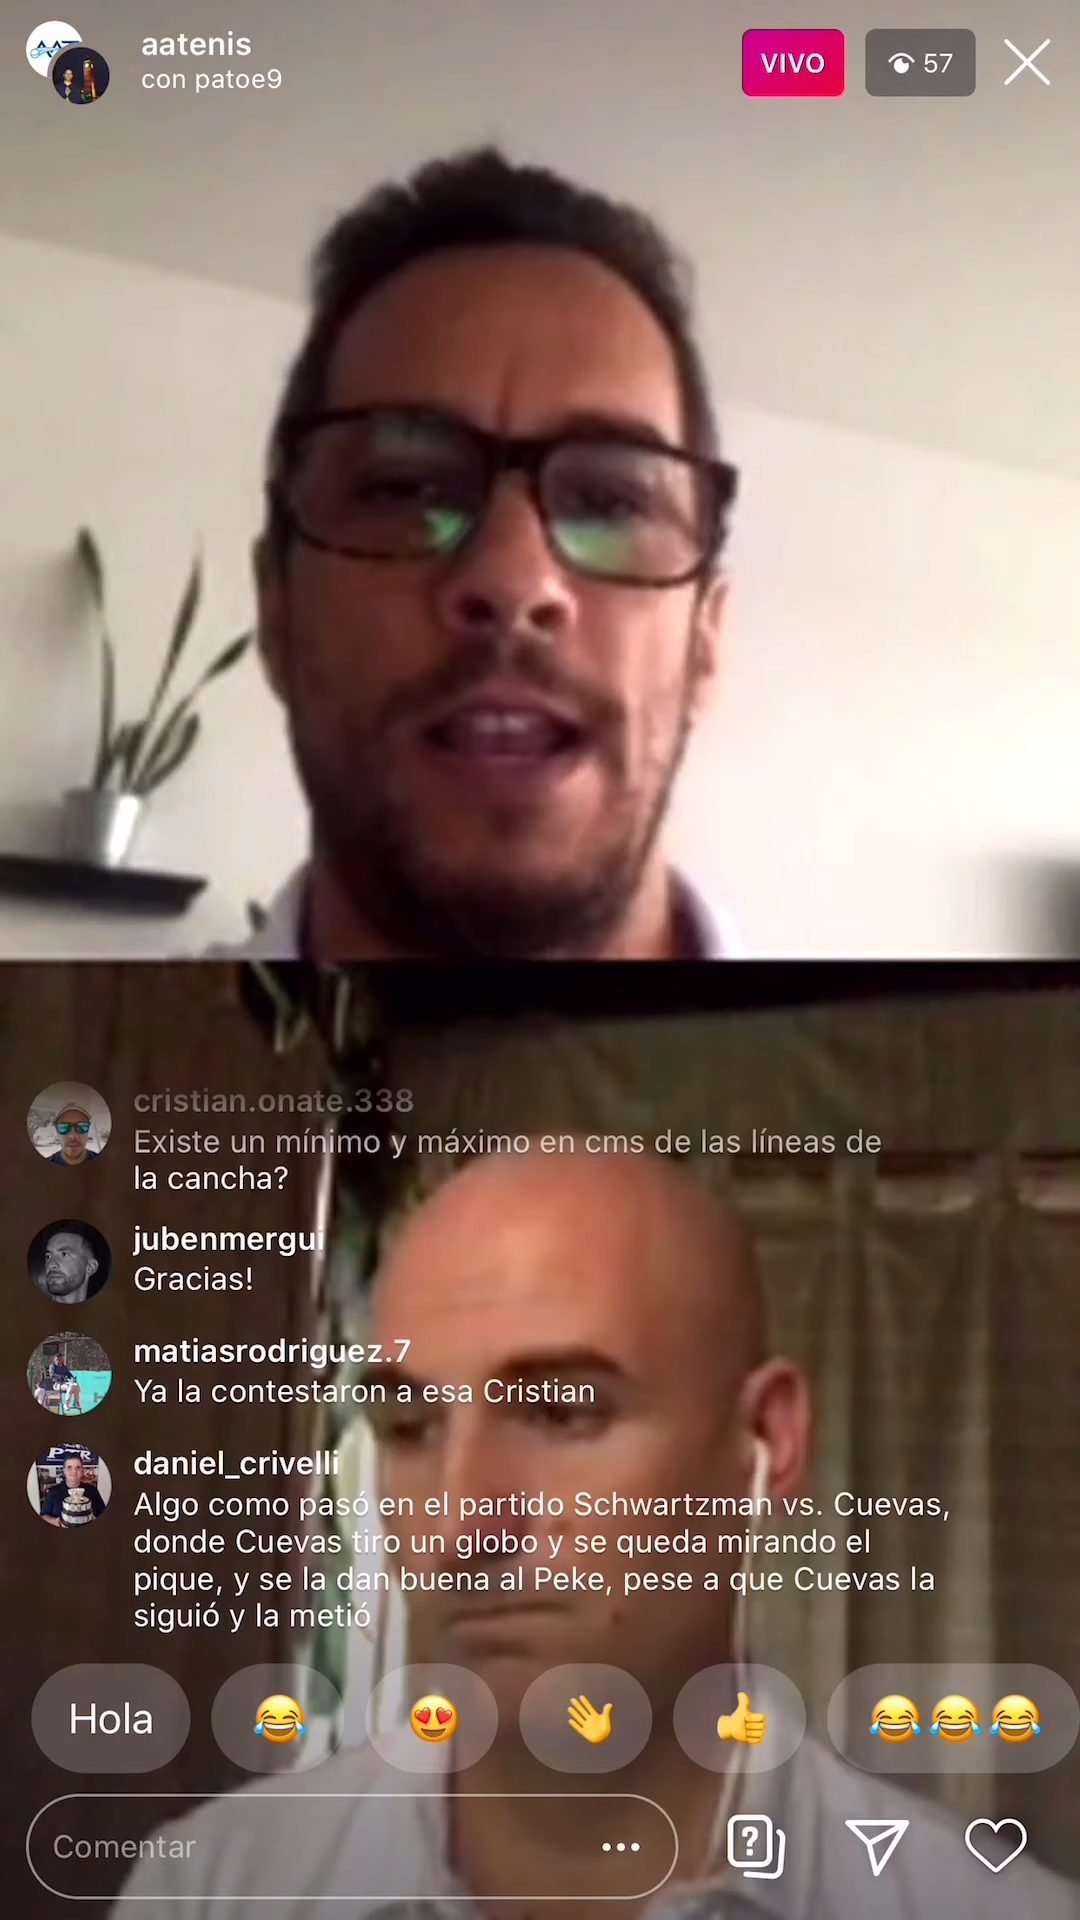 aatenis
con patoe9
VIVO
57
cristian.onate.338
Existe un mínimo y máximo en cms de las líneas de
la cancha?
jubenmergui
Gracias!
matiasrodriguez.7
Ya la contestaron a esa Cristian
daniel_crivelli
Algo como pasó en el partido Schwartzman vs. Cuevas,
donde Cuevas tiro un globo y se queda mirando el
pique, y se la dan buena al Peke, pese a que Cuevas la
siguió y la metió
Hola
Comentar